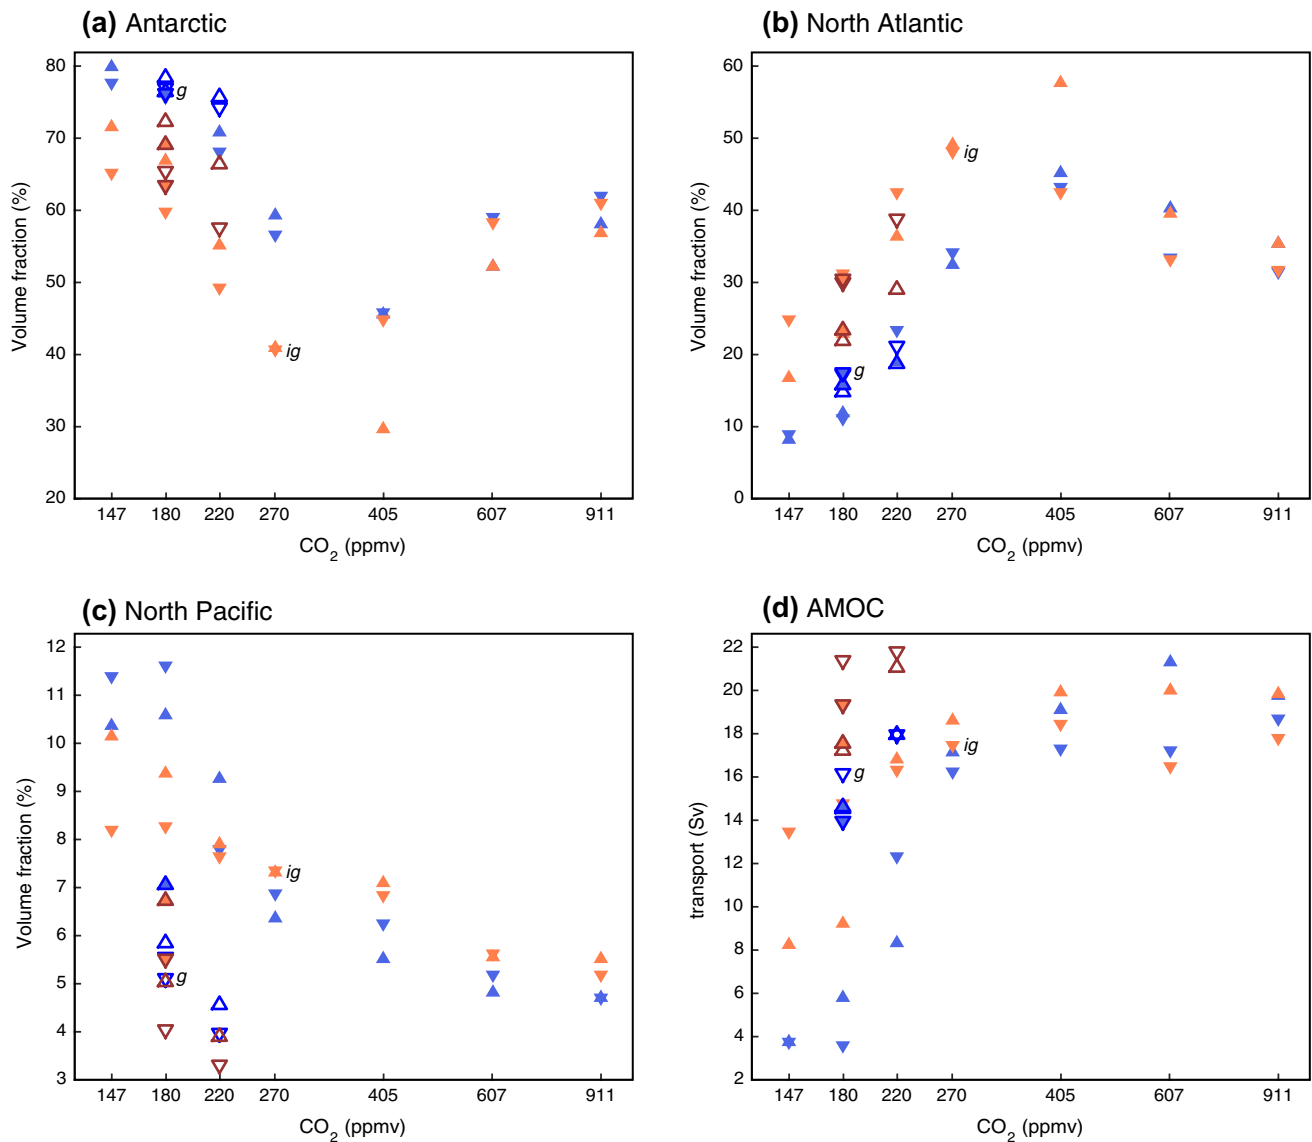 (a) Antarctic
Volume fraction (%)
80
70
60
50
40
30
20
g
ig
147 180 220 270 405 607 911
CO2 (ppmv)
(b) North Atlantic
Volume fraction (%)
60
50
40
30
20
10
0
ig
g
147 180 220 270 405 607 911
CO2 (ppmv)
(c) North Pacific
Volume fraction (%)
12
11
10
9
8
7
6
5
4
3
ig
g
147 180 220 270 405 607 911
CO2 (ppmv)
(d) AMOC
transport (Sv)
22
20
18
16
14
12
10
8
6
4
2
ig
g
147 180 220 270 405 607 911
CO2 (ppmv)